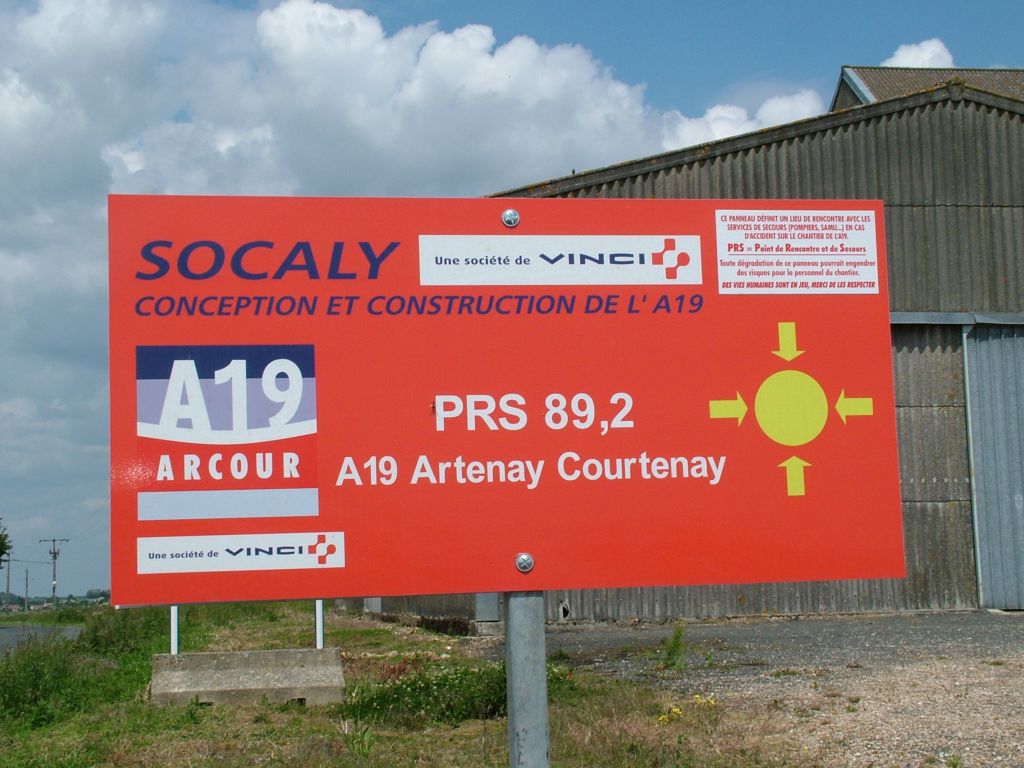 SOCALY
Une société de VINCI
CONCEPTION ET CONSTRUCTION DE L' A19
CE PANNEAU DÉFINIT UN LIEU DE RENCONTRE AVEC LES
SERVICES DE SECOURS (POMPIERS, SAMU...) EN CAS
D'ACCIDENT SUR LE CHANTIER DE L'A19.
PRS = Point de Rencontre et de Secours
Toute dégradation de ce panneau pourrait engendrer
des risques pour le personnel du chantier.
DES VIES HUMAINES SONT EN JEU, MERCI DE LES RESPECTER
A19
ARCOUR
PRS 89,2
A19 Artenay Courtenay
Une société de VINCI